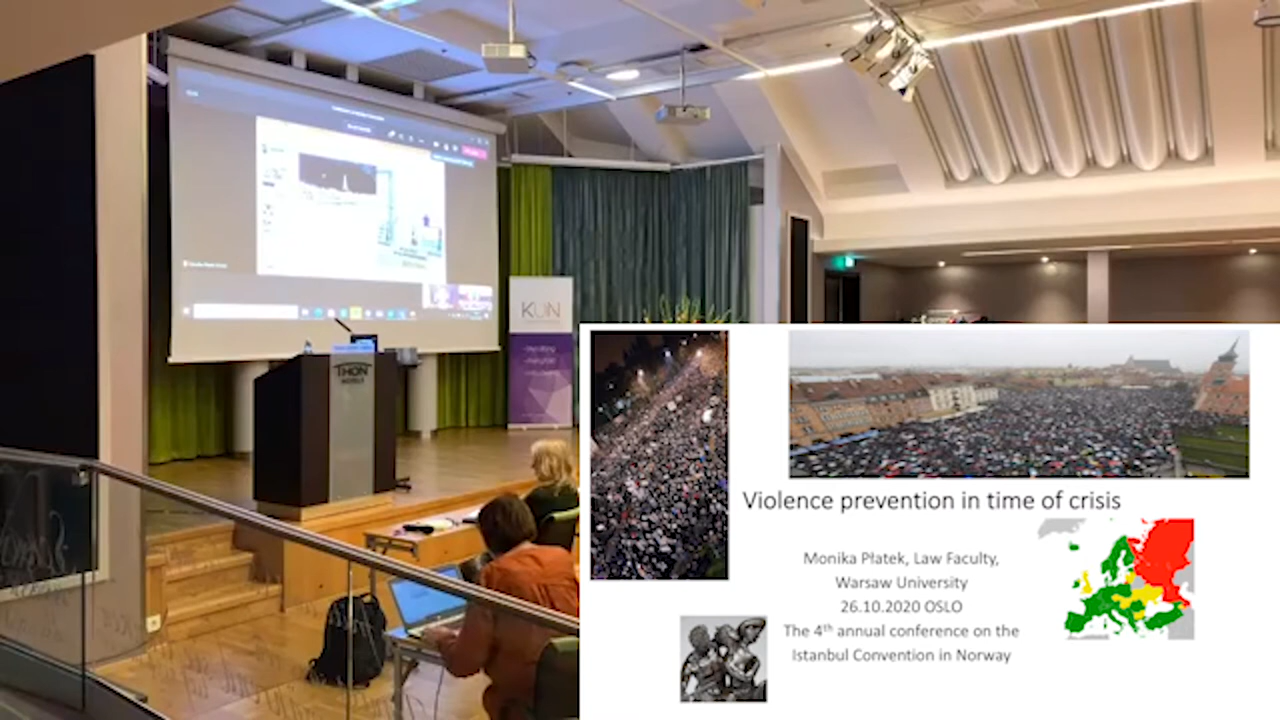 KUN
THON
HOTELS
Violence prevention in time of crisis
Monika Płatek, Law Faculty,
Warsaw University
26.10.2020 OSLO
The 4th annual conference on the
Istanbul Convention in Norway